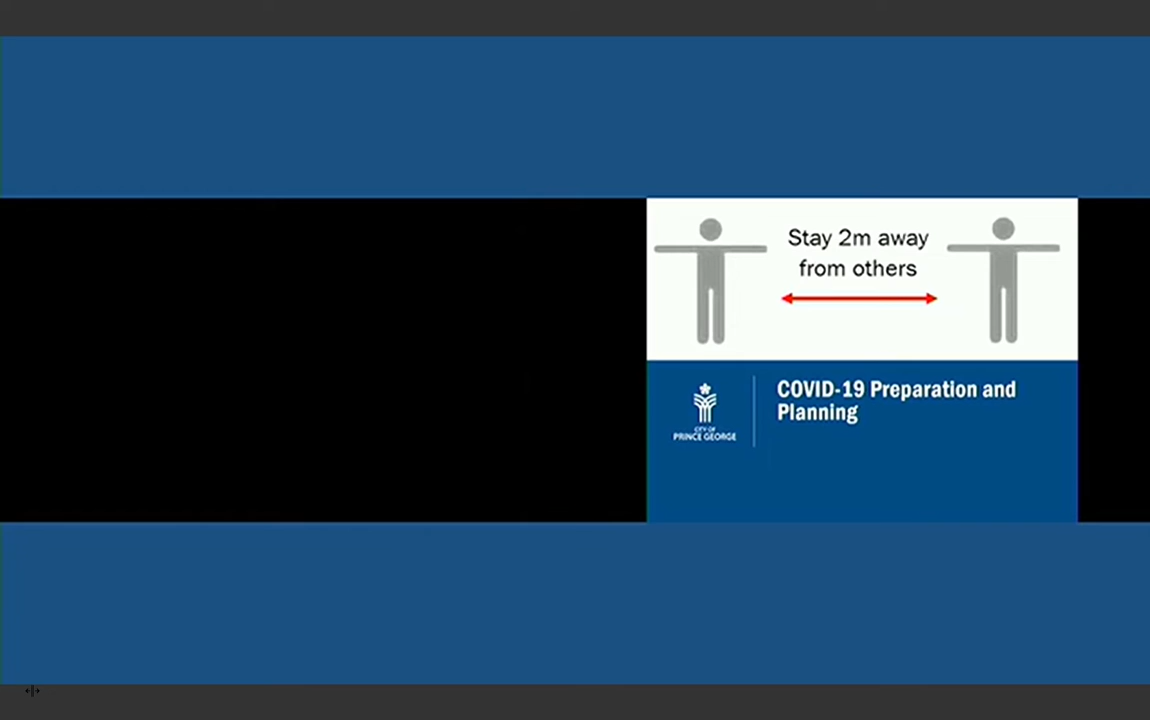 Stay 2m away
from others
COVID-19 Preparation and
Planning
CITY OF
PRINCE GEORGE